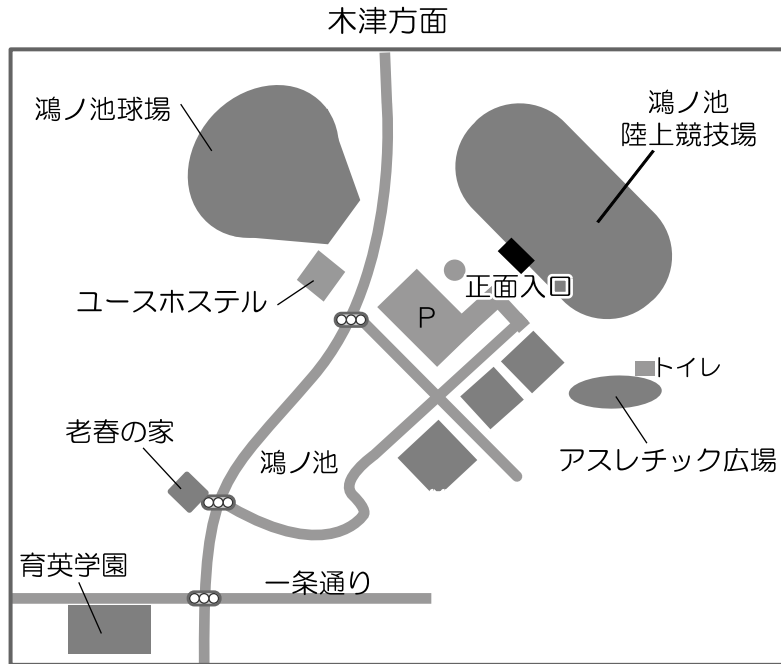 木津方面
鴻ノ池球場
鴻ノ池
陸上競技場
ユースホステル
正面入口
P
トイレ
老春の家
鴻ノ池
アスレチック広場
育英学園
一条通り